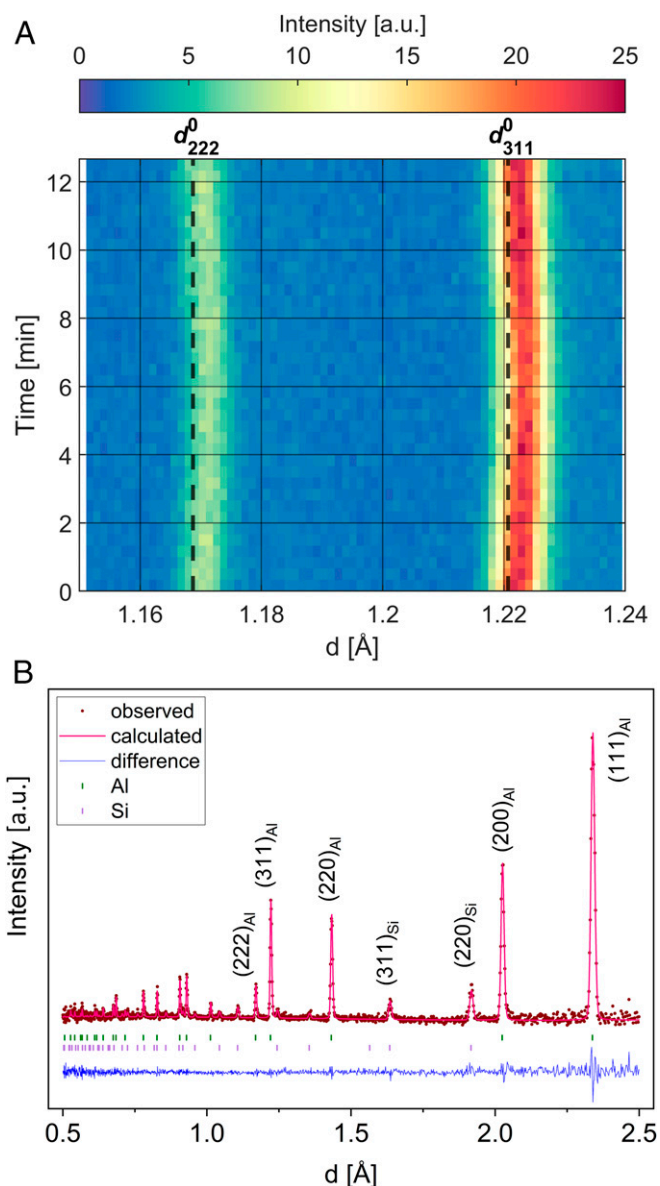 A
Intensity [a.u.]
0 5 10 15 20 25
d⁰₂₂₂ d⁰₃₁₁
12
10
8
6
4
2
0
Time [min]
1.16 1.18 1.2 1.22 1.24
d [Å]
B
observed
calculated
difference
Al
Si
(222)Al
(311)Al
(220)Al
(311)Si
(220)Si
(200)Al
(111)Al
Intensity [a.u.]
0.5 1.0 1.5 2.0 2.5
d [Å]